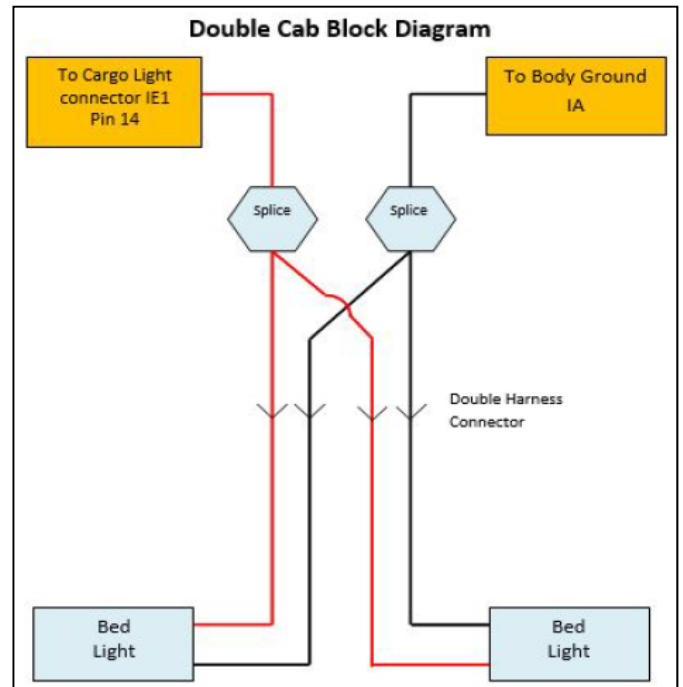 Double Cab Block Diagram
To Cargo Light
connector IE1
Pin 14
To Body Ground
IA
Splice
Splice
Double Harness
Connector
Bed
Light
Bed
Light